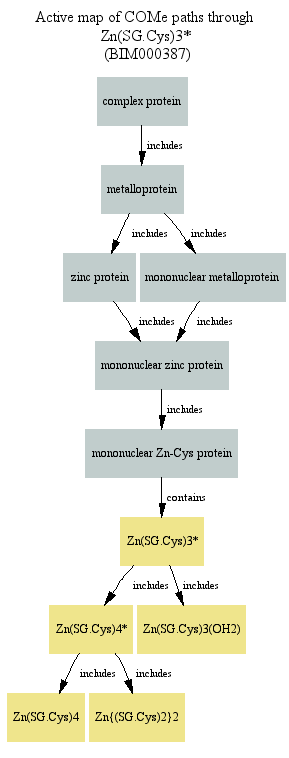 Active map of COMe paths through
Zn(SG.Cys)3*
(BIM000387)
complex protein
includes
metalloprotein
includes
includes
zinc protein
mononuclear metalloprotein
includes
includes
mononuclear zinc protein
includes
mononuclear Zn-Cys protein
contains
Zn(SG.Cys)3*
includes
includes
Zn(SG.Cys)4*
Zn(SG.Cys)3(OH2)
includes
includes
Zn(SG.Cys)4
Zn{(SG.Cys)2}2